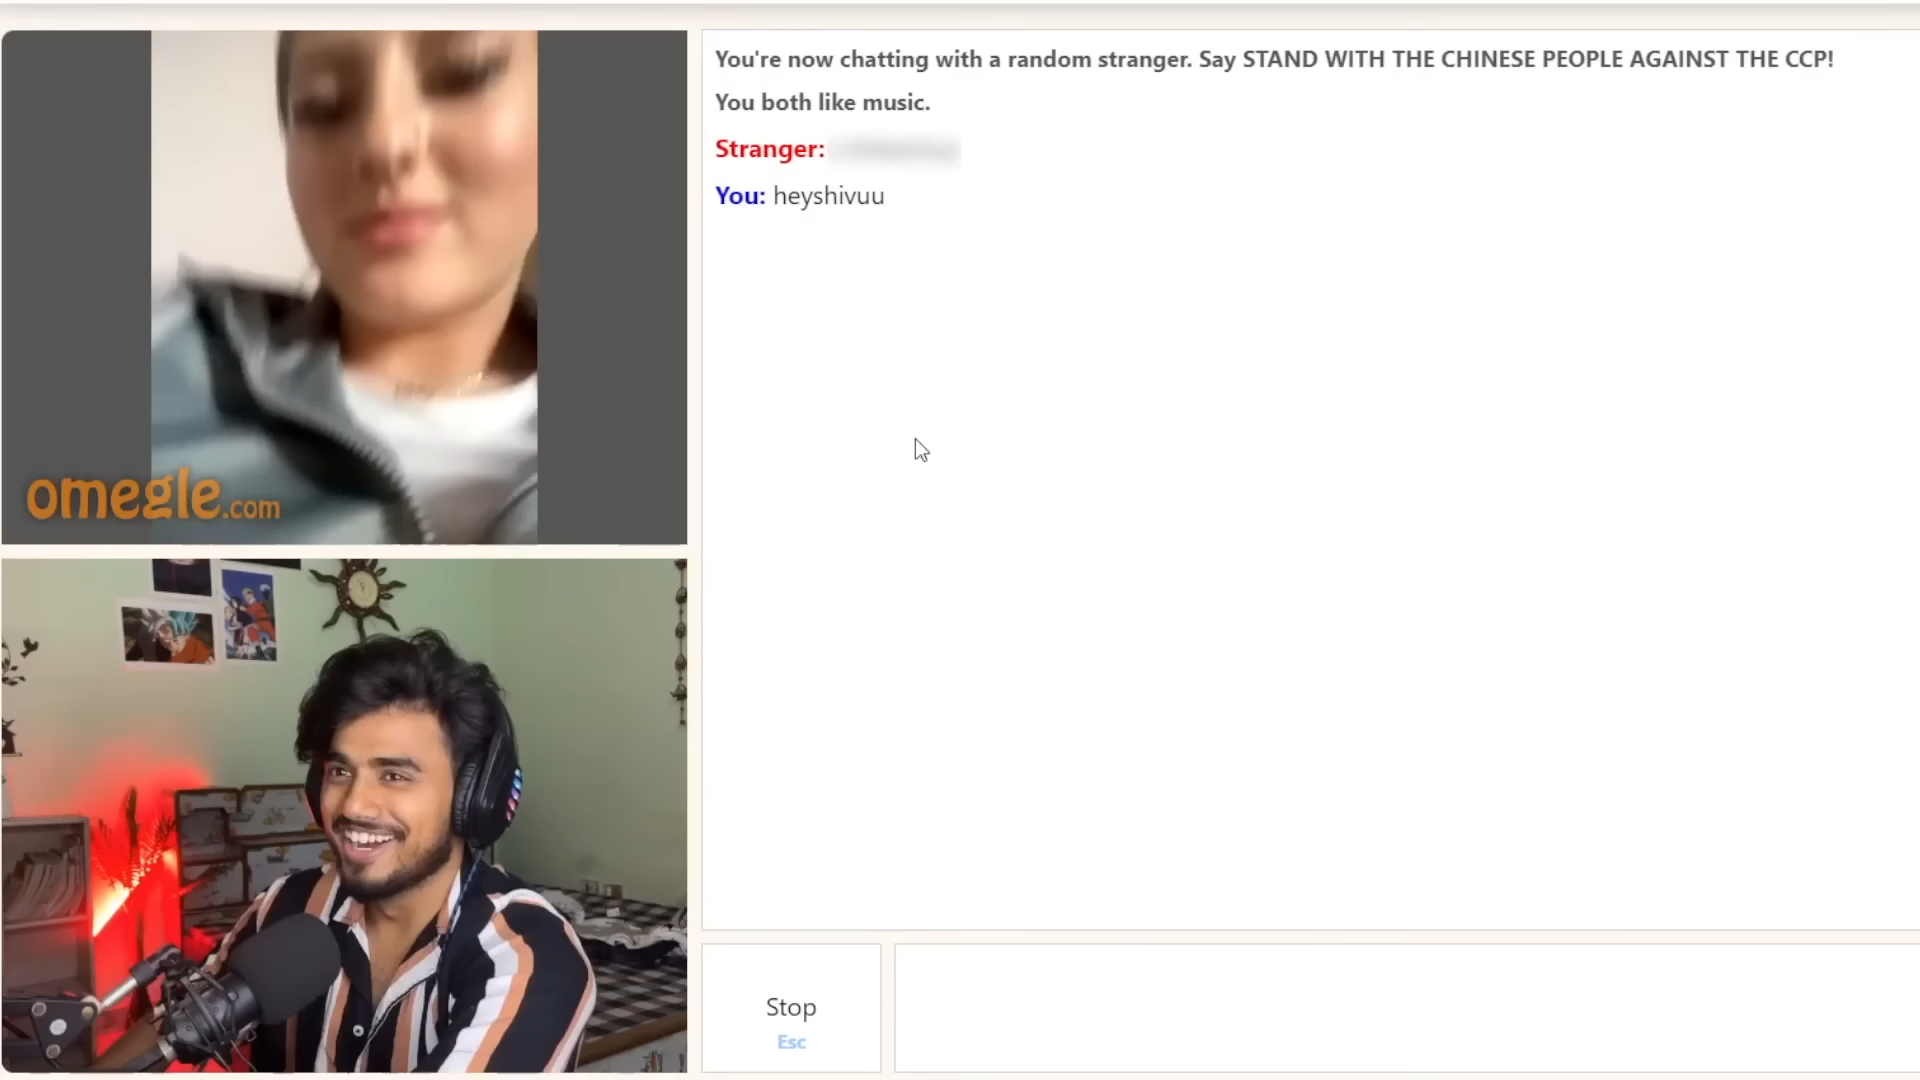 You're now chatting with a random stranger. Say STAND WITH THE CHINESE PEOPLE AGAINST THE CCP!
You both like music.
Stranger:
You: heyshivuu
omegle.com
Stop
Esc